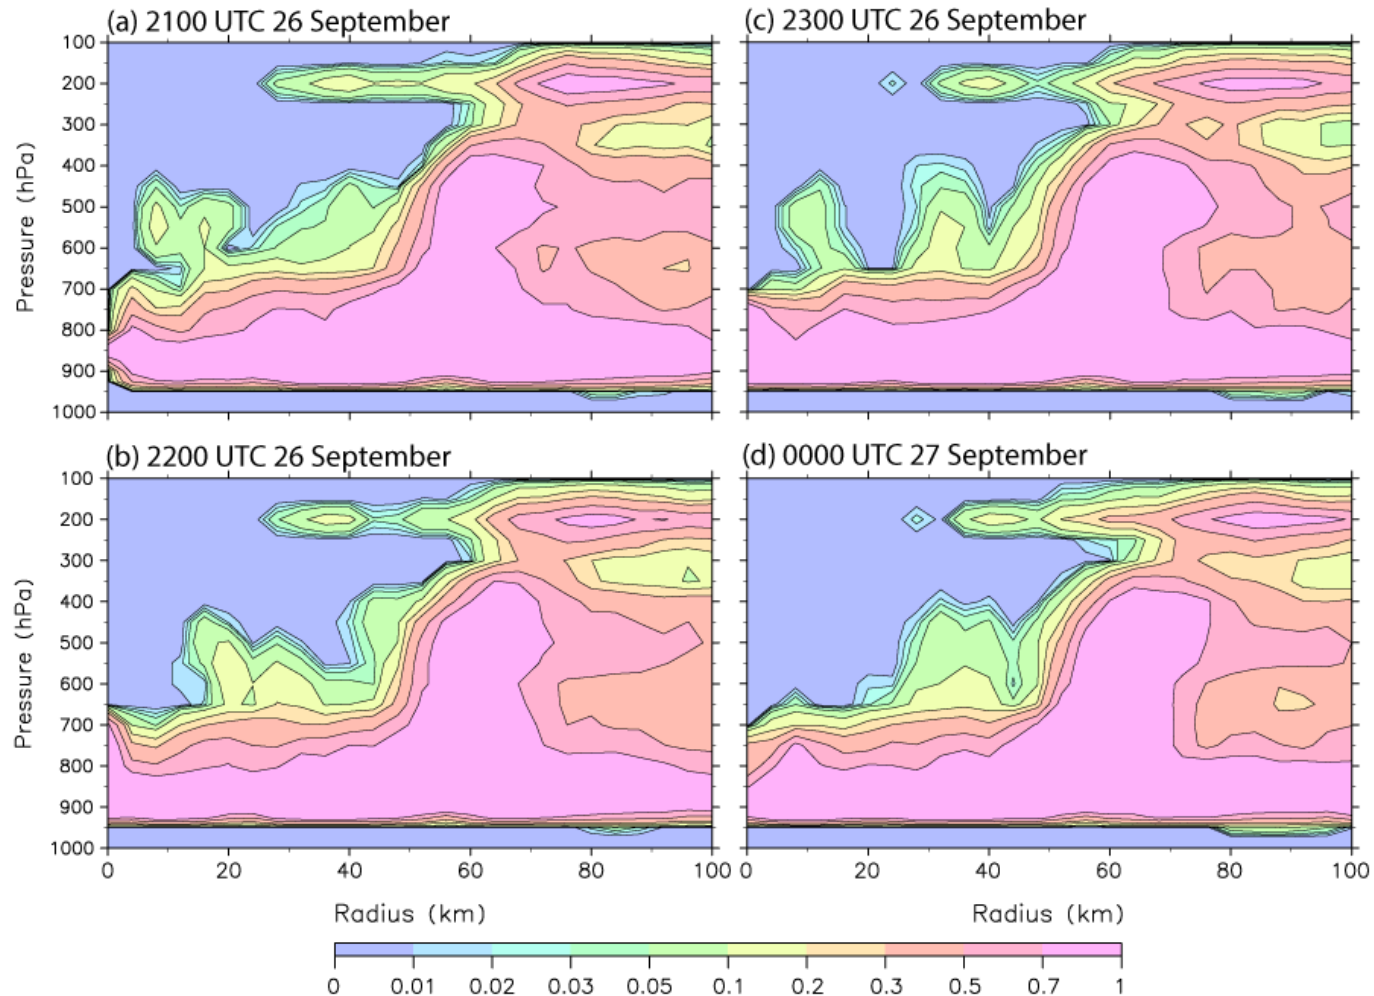 (a) 2100 UTC 26 September
(c) 2300 UTC 26 September
100
200
300
400
500
600
700
800
900
1000
Pressure (hPa)
(b) 2200 UTC 26 September
(d) 0000 UTC 27 September
100
200
300
400
500
600
700
800
900
1000
Pressure (hPa)
0 20 40 60 80 100
0 20 40 60 80 100
Radius (km)
Radius (km)
0 0.01 0.02 0.03 0.05 0.1 0.2 0.3 0.5 0.7 1